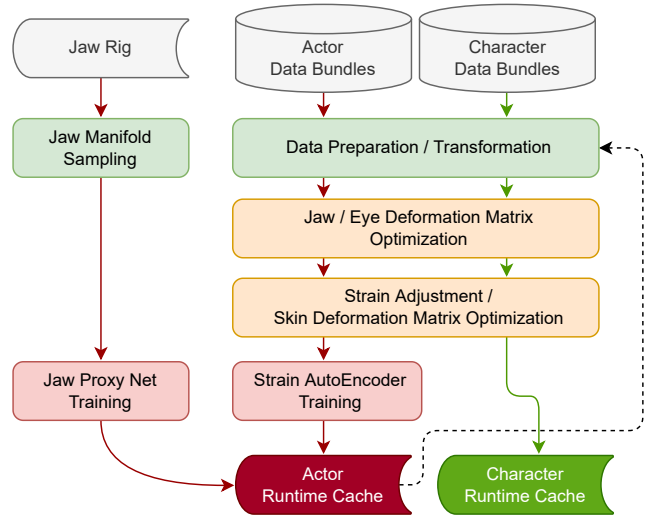 Jaw Rig
Actor
Data Bundles
Character
Data Bundles
Jaw Manifold
Sampling
Data Preparation / Transformation
Jaw / Eye Deformation Matrix
Optimization
Strain Adjustment /
Skin Deformation Matrix Optimization
Jaw Proxy Net
Training
Strain AutoEncoder
Training
Actor
Runtime Cache
Character
Runtime Cache